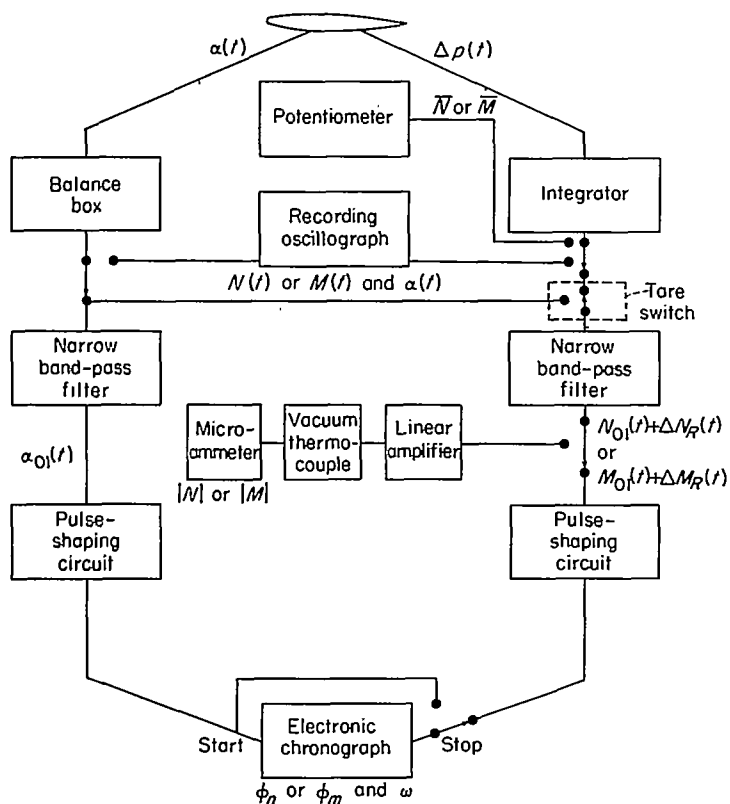 α(t)
Δp(t)
Potentiometer
N̅ or M̅
Balance
box
Recording
oscillograph
Integrator
N(t) or M(t) and α(t)
Tare
switch
Narrow
band-pass
filter
Narrow
band-pass
filter
Micro-
ammeter
Vacuum
thermo-
couple
Linear
amplifier
N₀₁(t)+ΔN_R(t)
or
M₀₁(t)+ΔM_R(t)
|N| or |M|
α₀₁(t)
Pulse-
shaping
circuit
Pulse-
shaping
circuit
Start
Electronic
chronograph
Stop
ϕₙ or ϕₘ and ω